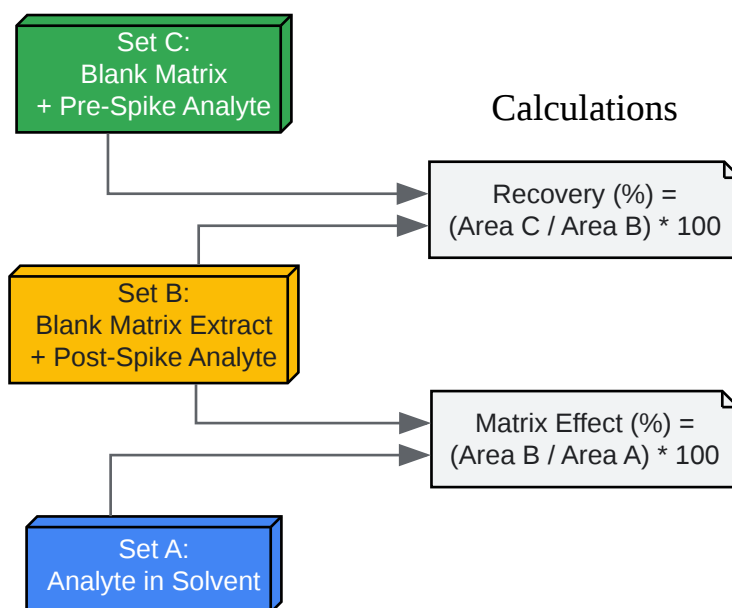 Set C:
Blank Matrix
+ Pre-Spike Analyte
Calculations
Recovery (%) =
(Area C / Area B) * 100
Set B:
Blank Matrix Extract
+ Post-Spike Analyte
Matrix Effect (%) =
(Area B / Area A) * 100
Set A:
Analyte in Solvent